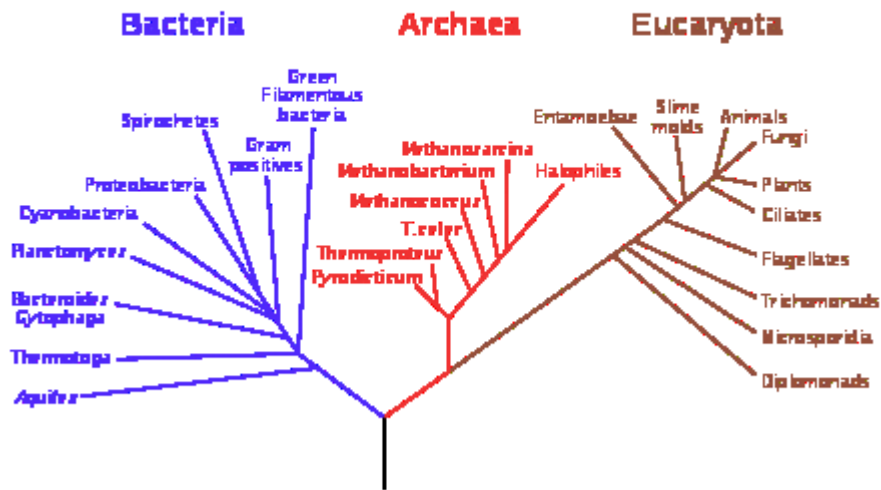 Bacteria
Archaea
Eucaryota
Green
Filamentous
bacteria
Spirochetes
Gram
positives
Proteobacteria
Cyanobacteria
Planctomyces
Bacteroides
Cytophaga
Thermotoga
Aquifex
Methanosarcina
Methanobacterium
Halophiles
Methanococcus
T.celer
Thermoproteus
Pyrodicticum
Entamoebae
Slime
molds
Animals
Fungi
Plants
Ciliates
Flagellates
Trichomonads
Microsporidia
Diplomonads